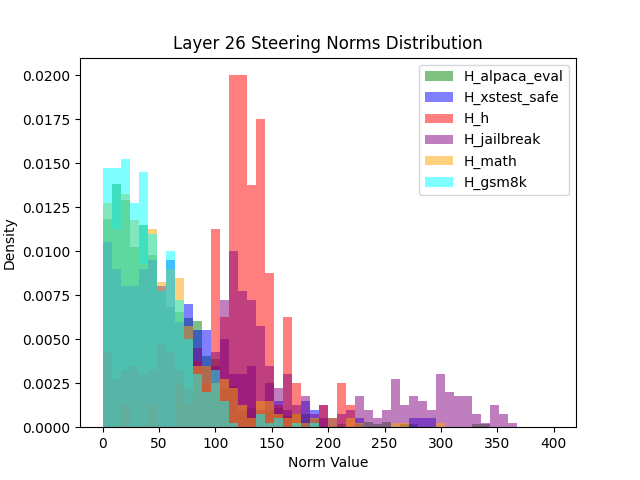 Layer 26 Steering Norms Distribution
0.0200
0.0175
0.0150
0.0125
0.0100
0.0075
0.0050
0.0025
0.0000
Density
H_alpaca_eval
H_xstest_safe
H_h
H_jailbreak
H_math
H_gsm8k
0 50 100 150 200 250 300 350 400
Norm Value